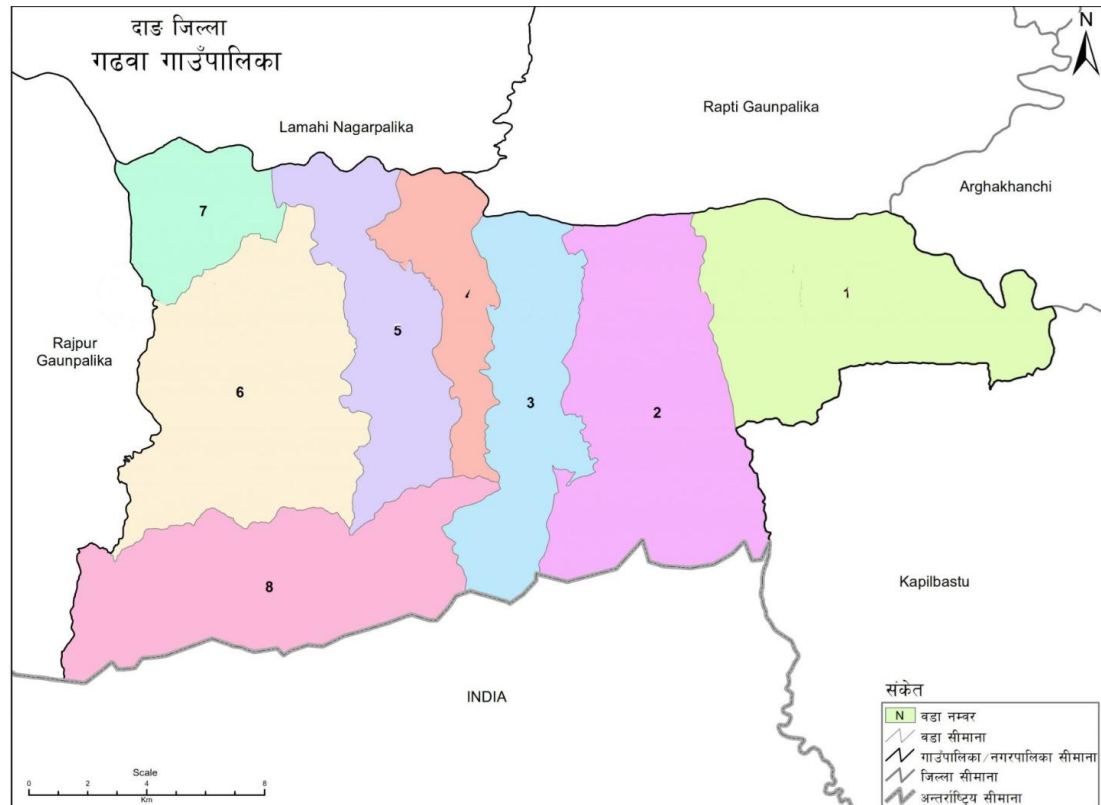 दाङ जिल्ला
गढवा गाउँपालिका
N
Lamahi Nagarpalika
Rapti Gaunpalika
Arghakhanchi
7
1
5
Rajpur
Gaunpalika
6
3
2
8
Kapilbastu
INDIA
संकेत
N वडा नम्वर
वडा सीमाना
गाउँपालिका/नगरपालिका सीमाना
जिल्ला सीमाना
अन्तर्राष्ट्रिय सीमाना
Scale
0 2 4 8
Km